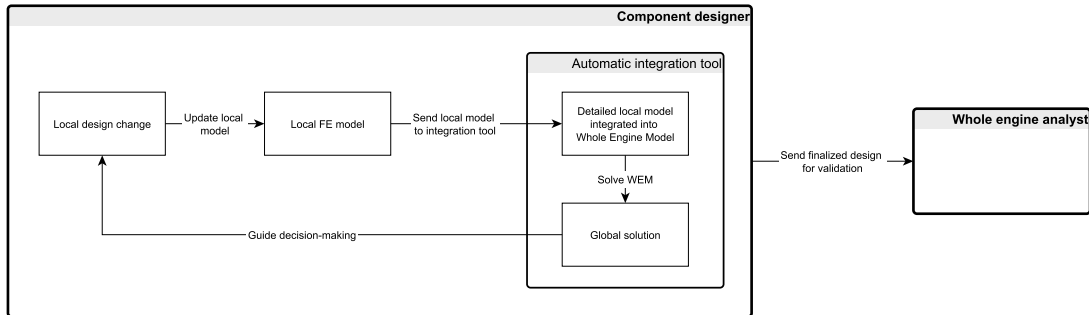 Component designer
Automatic integration tool
Local design change
Update local
model
Local FE model
Send local model
to integration tool
Detailed local model
integrated into
Whole Engine Model
Solve WEM
Global solution
Guide decision-making
Send finalized design
for validation
Whole engine analyst